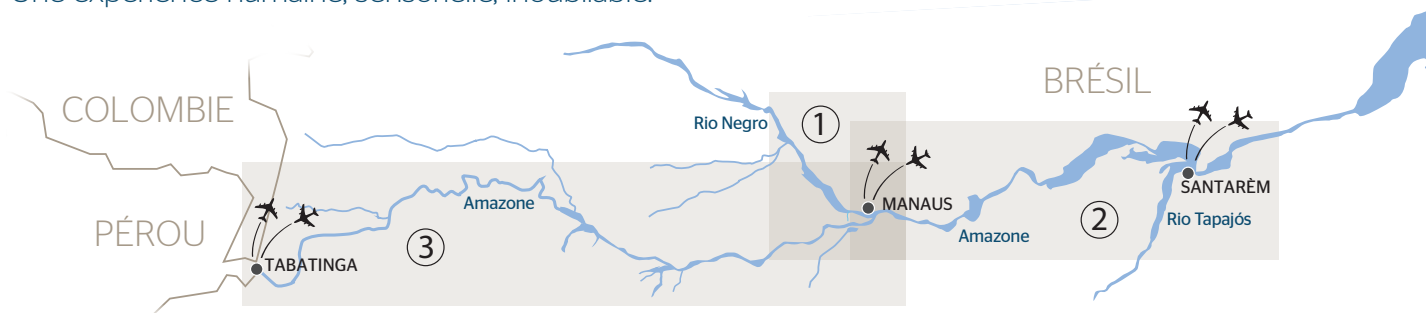 COLOMBIE
PÉROU
BRÉSIL
Rio Negro
1
MANAUS
SANTARÈM
Rio Tapajós
2
Amazone
Amazone
3
TABATINGA